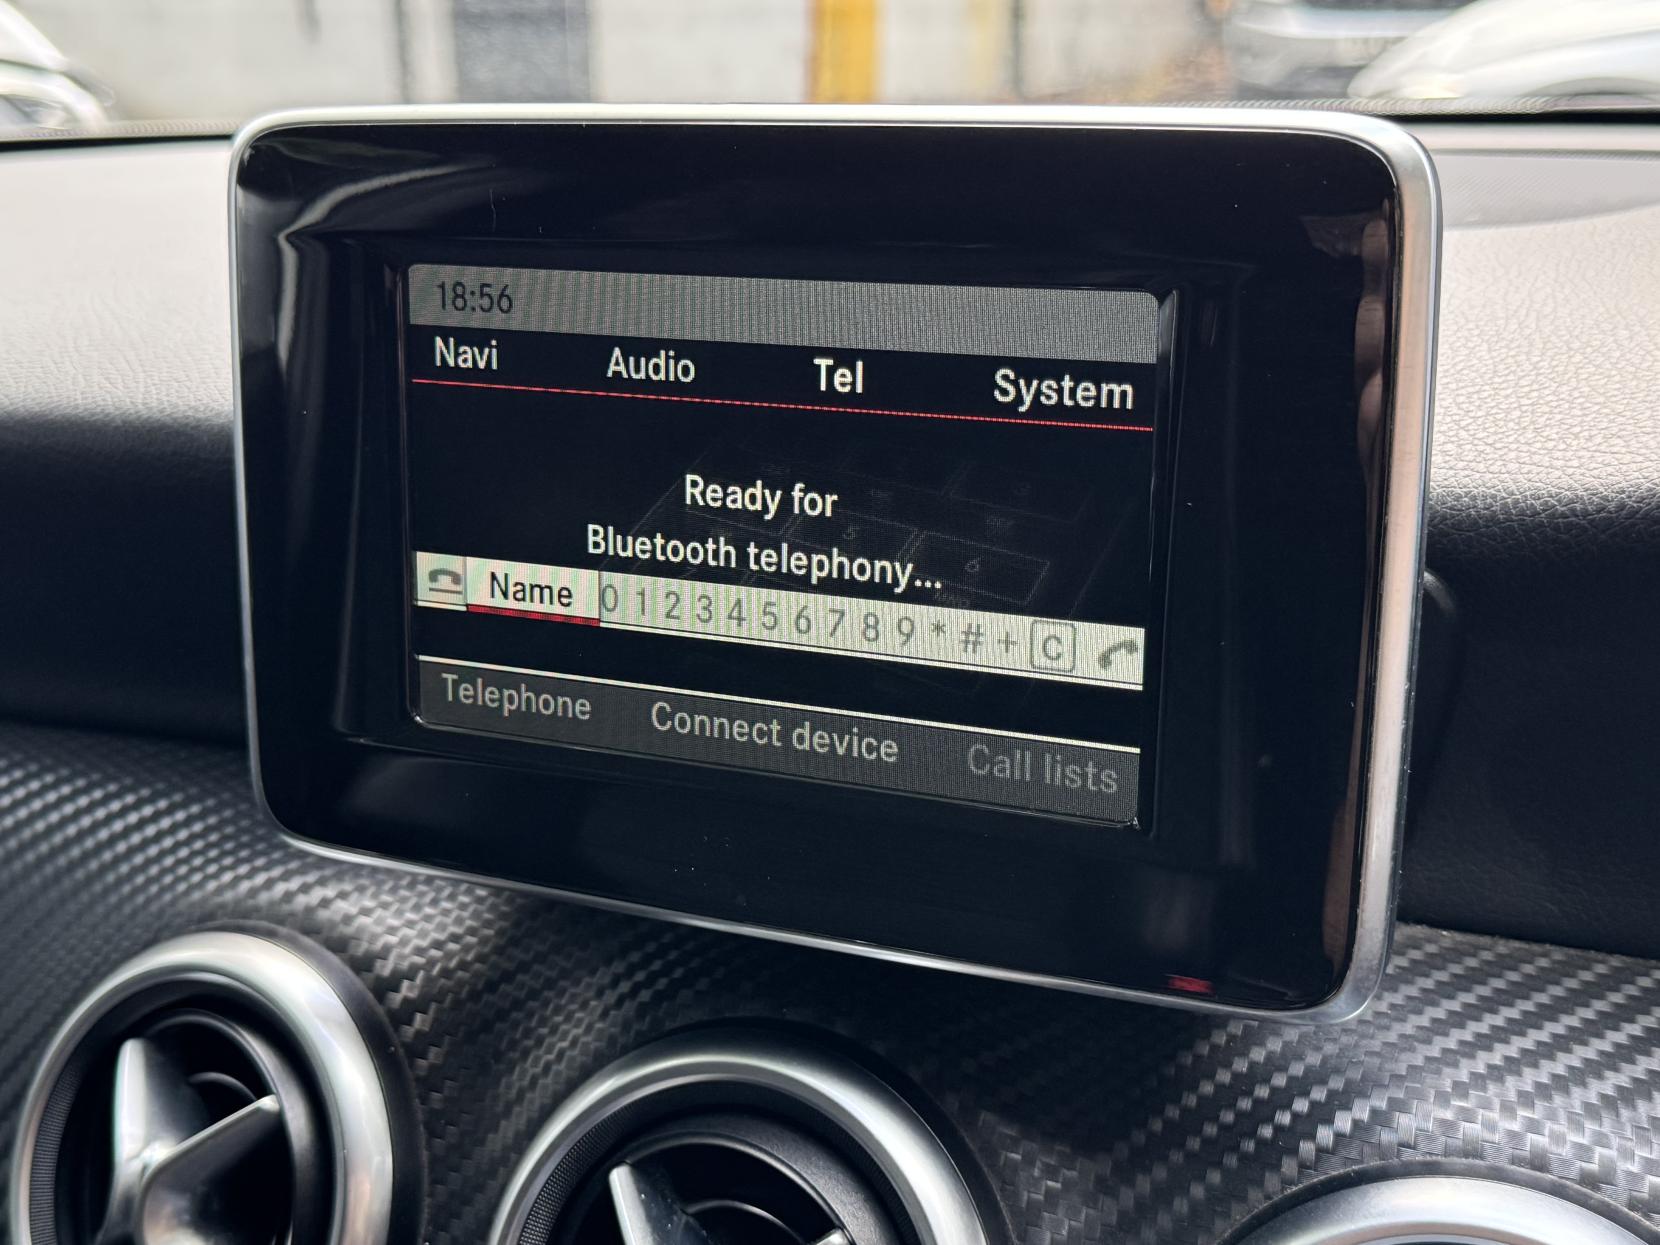 18:56
Navi Audio Tel System
Ready for
Bluetooth telephony...
Name 0 1 2 3 4 5 6 7 8 9 * # + C
Telephone Connect device Call lists